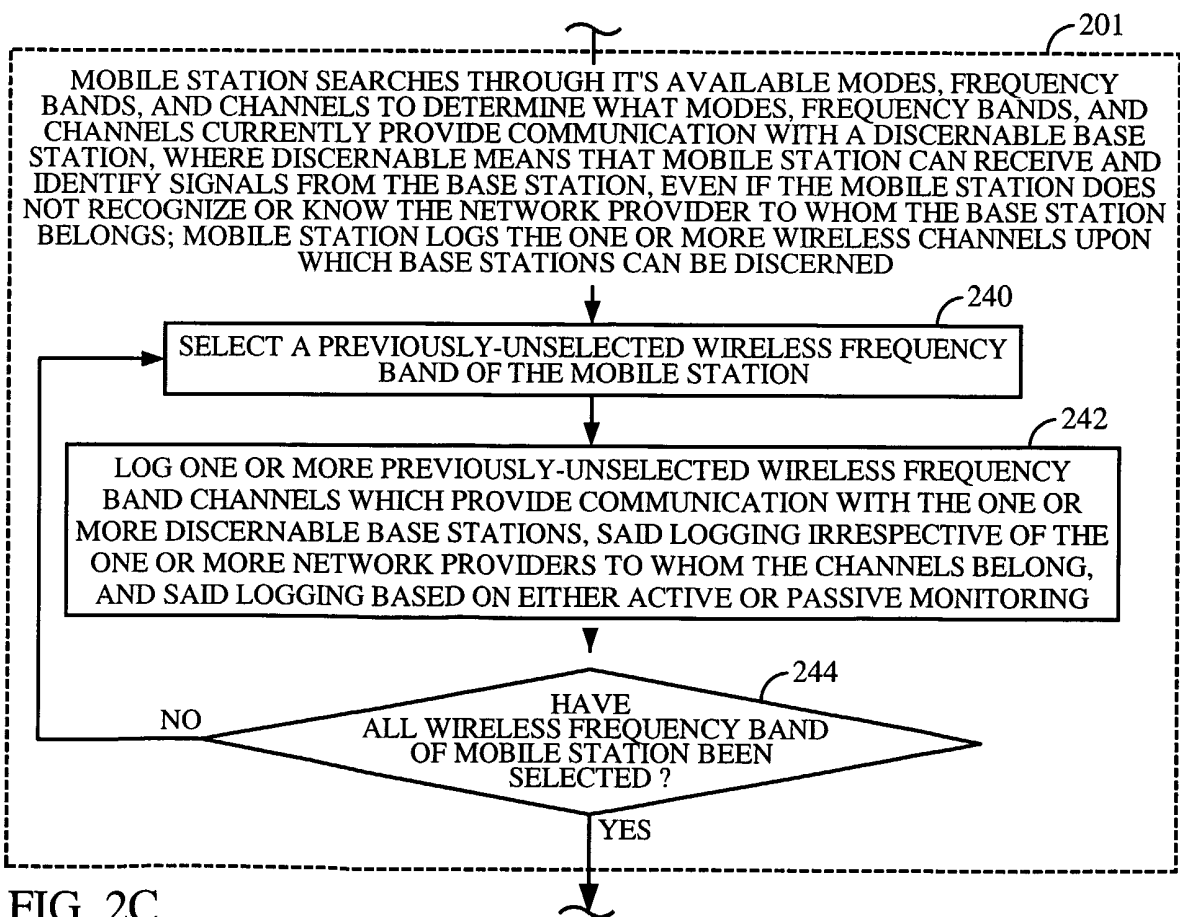 201
MOBILE STATION SEARCHES THROUGH IT'S AVAILABLE MODES, FREQUENCY
BANDS, AND CHANNELS TO DETERMINE WHAT MODES, FREQUENCY BANDS, AND
CHANNELS CURRENTLY PROVIDE COMMUNICATION WITH A DISCERNABLE BASE
STATION, WHERE DISCERNABLE MEANS THAT MOBILE STATION CAN RECEIVE AND
IDENTIFY SIGNALS FROM THE BASE STATION, EVEN IF THE MOBILE STATION DOES
NOT RECOGNIZE OR KNOW THE NETWORK PROVIDER TO WHOM THE BASE STATION
BELONGS; MOBILE STATION LOGS THE ONE OR MORE WIRELESS CHANNELS UPON
WHICH BASE STATIONS CAN BE DISCERNED
240
SELECT A PREVIOUSLY-UNSELECTED WIRELESS FREQUENCY
BAND OF THE MOBILE STATION
242
LOG ONE OR MORE PREVIOUSLY-UNSELECTED WIRELESS FREQUENCY
BAND CHANNELS WHICH PROVIDE COMMUNICATION WITH THE ONE OR
MORE DISCERNABLE BASE STATIONS, SAID LOGGING IRRESPECTIVE OF THE
ONE OR MORE NETWORK PROVIDERS TO WHOM THE CHANNELS BELONG,
AND SAID LOGGING BASED ON EITHER ACTIVE OR PASSIVE MONITORING
244
HAVE
ALL WIRELESS FREQUENCY BAND
OF MOBILE STATION BEEN
SELECTED ?
NO
YES
FIG. 2C